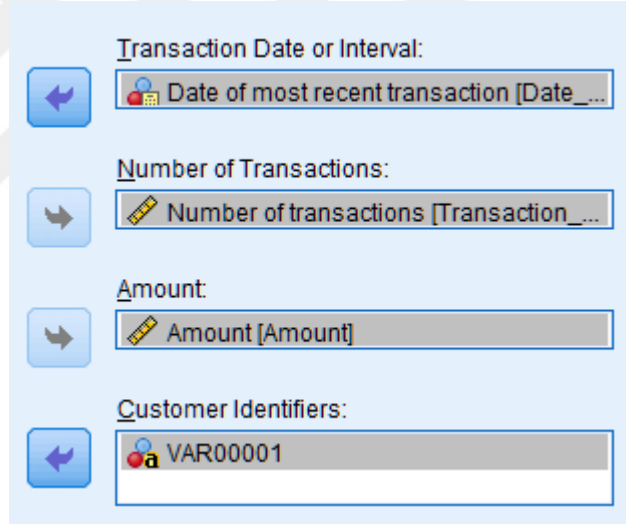 Transaction Date or Interval:
Date of most recent transaction [Date_...
Number of Transactions:
Number of transactions [Transaction_...
Amount:
Amount [Amount]
Customer Identifiers:
a VAR00001